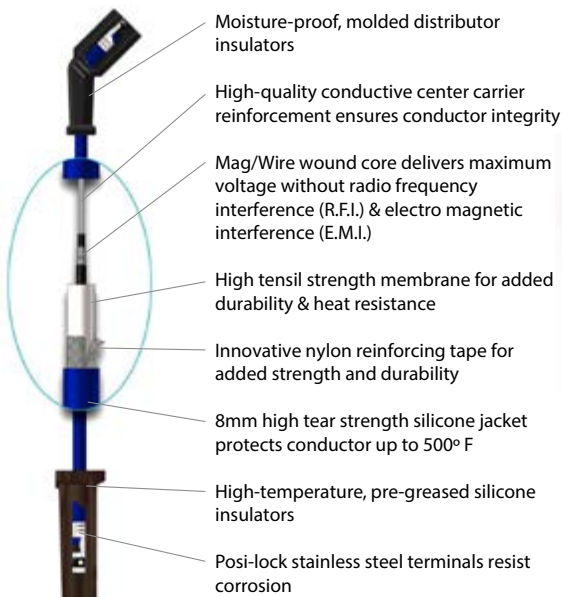 Moisture-proof, molded distributor
insulators
High-quality conductive center carrier
reinforcement ensures conductor integrity
Mag/Wire wound core delivers maximum
voltage without radio frequency
interference (R.F.I.) & electro magnetic
interference (E.M.I.)
High tensil strength membrane for added
durability & heat resistance
Innovative nylon reinforcing tape for
added strength and durability
8mm high tear strength silicone jacket
protects conductor up to 500º F
High-temperature, pre-greased silicone
insulators
Posi-lock stainless steel terminals resist
corrosion